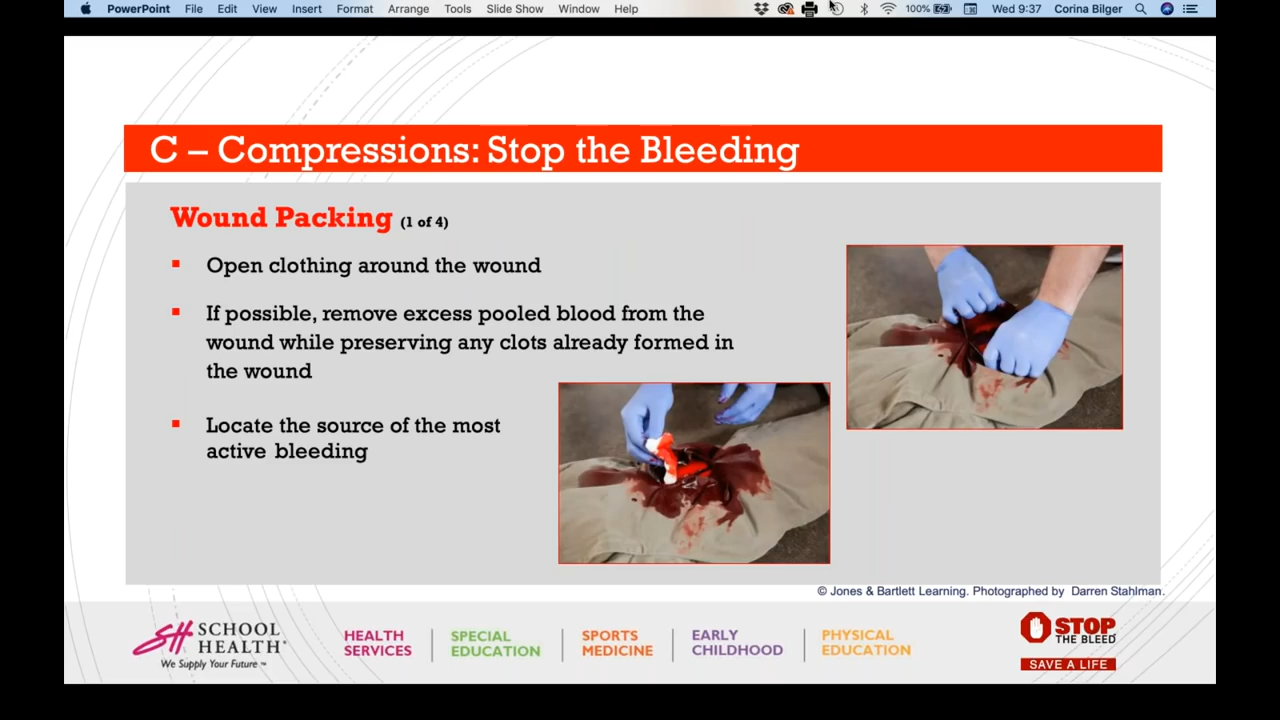 PowerPoint File Edit View Insert Format Arrange Tools Slide Show Window Help 100% Wed 9:37 Corina Bilger
C – Compressions: Stop the Bleeding
Wound Packing (1 of 4)
Open clothing around the wound
If possible, remove excess pooled blood from the
wound while preserving any clots already formed in
the wound
Locate the source of the most
active bleeding
© Jones & Bartlett Learning. Photographed by Darren Stahlman.
SH SCHOOL
HEALTH
We Supply Your Future ™
HEALTH
SERVICES
SPECIAL
EDUCATION
SPORTS
MEDICINE
EARLY
CHILDHOOD
PHYSICAL
EDUCATION
STOP
THE BLEED
SAVE A LIFE